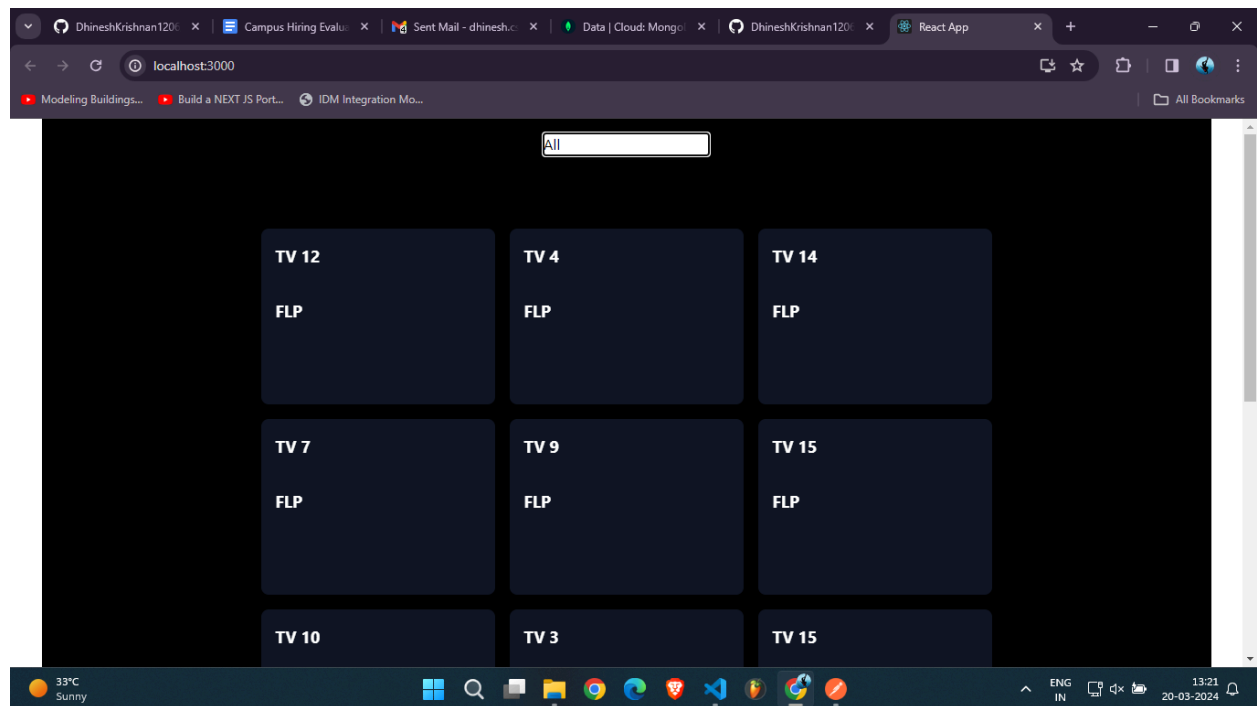 DhineshKrishnan120
Campus Hiring Evalu
Sent Mail - dhinesh.c
Data | Cloud: Mongo
DhineshKrishnan120
React App
localhost:3000
Modeling Buildings...
Build a NEXT JS Port...
IDM Integration Mo...
All Bookmarks
All
TV 12
TV 4
TV 14
FLP
FLP
FLP
TV 7
TV 9
TV 15
FLP
FLP
FLP
TV 10
TV 3
TV 15
33°C
Sunny
ENG
IN
13:21
20-03-2024